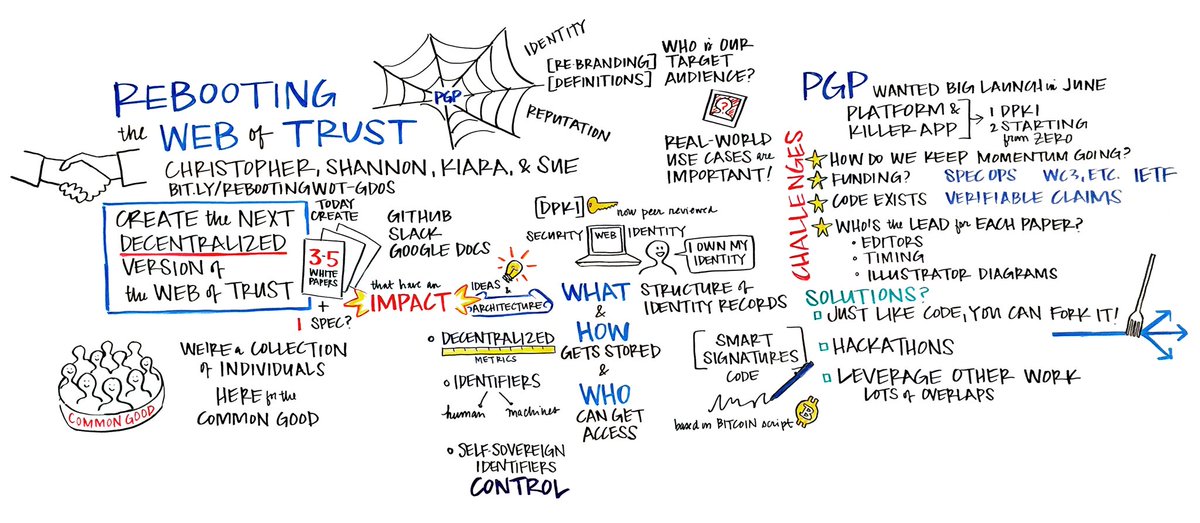 REBOOTING
the WEB of TRUST
CHRISTOPHER, SHANNON, KIARA, & SUE
BIT.LY/REBOOTINGWOT-GDOS
CREATE the NEXT
DECENTRALIZED
VERSION of
the WEB of TRUST
TODAY
CREATE
3-5
WHITE
PAPERS
+
1 SPEC?
GITHUB
SLACK
GOOGLE DOCS
that have an
IMPACT
IDEAS
&
ARCHITECTURES
COMMON GOOD
WE'RE a COLLECTION
of INDIVIDUALS
HERE for the
COMMON GOOD
PGP
IDENTITY
[RE-BRANDING]
[DEFINITIONS]
REPUTATION
WHO is OUR
TARGET
AUDIENCE?
?
REAL-WORLD
USE CASES are
IMPORTANT!
[DPKI]
now peer reviewed
SECURITY
WEB
IDENTITY
I OWN MY
IDENTITY
WHAT
&
HOW
GETS STORED
&
WHO
CAN GET
ACCESS
STRUCTURE of
IDENTITY RECORDS
DECENTRALIZED
METRICS
IDENTIFIERS
human
machines
SELF-SOVEREIGN
IDENTIFIERS
CONTROL
[SMART
SIGNATURES]
CODE
based on BITCOIN script
B
PGP WANTED BIG LAUNCH in JUNE
PLATFORM &
KILLER APP
1 DPKI
2 STARTING
from ZERO
CHALLENGES
HOW DO WE KEEP MOMENTUM GOING?
FUNDING? SPEC OPS WC3, ETC. IETF
CODE EXISTS VERIFIABLE CLAIMS
WHO'S the LEAD for EACH PAPER?
• EDITORS
• TIMING
• ILLUSTRATOR DIAGRAMS
SOLUTIONS?
JUST LIKE CODE, YOU CAN FORK IT!
HACKATHONS
LEVERAGE OTHER WORK
LOTS of OVERLAPS